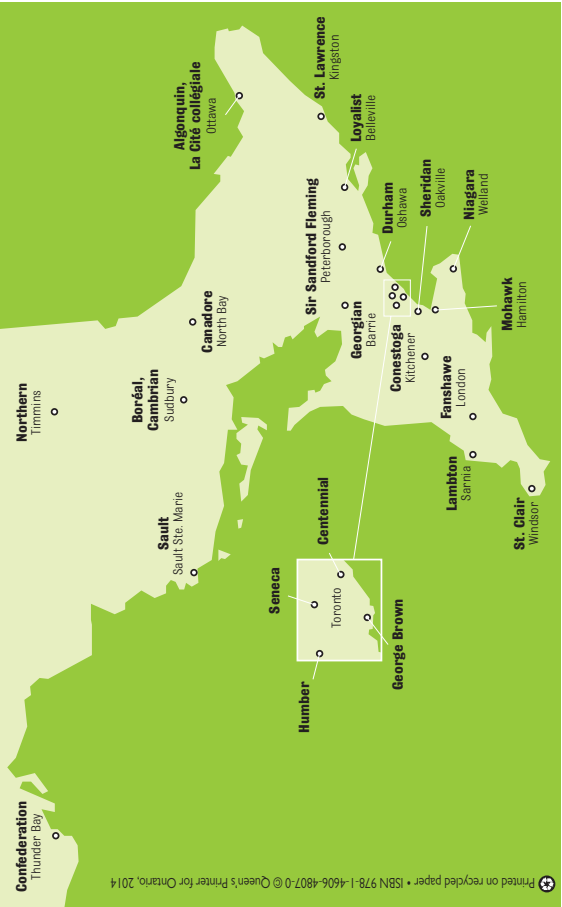 Confederation
Thunder Bay
Sault
Sault Ste. Marie
Northern
Timmins
Boréal,
Cambrian
Sudbury
Canadore
North Bay
Algonquin,
La Cité collégiale
Ottawa
St. Lawrence
Kingston
Loyalist
Belleville
Sir Sandford Fleming
Peterborough
Durham
Oshawa
Georgian
Barrie
Sheridan
Oakville
Niagara
Welland
Mohawk
Hamilton
Conestoga
Kitchener
Fanshawe
London
Lambton
Sarnia
St. Clair
Windsor
Humber
Seneca
Centennial
Toronto
George Brown
Printed on recycled paper • ISBN 978-1-4606-4807-0 © Queen's Printer for Ontario, 2014